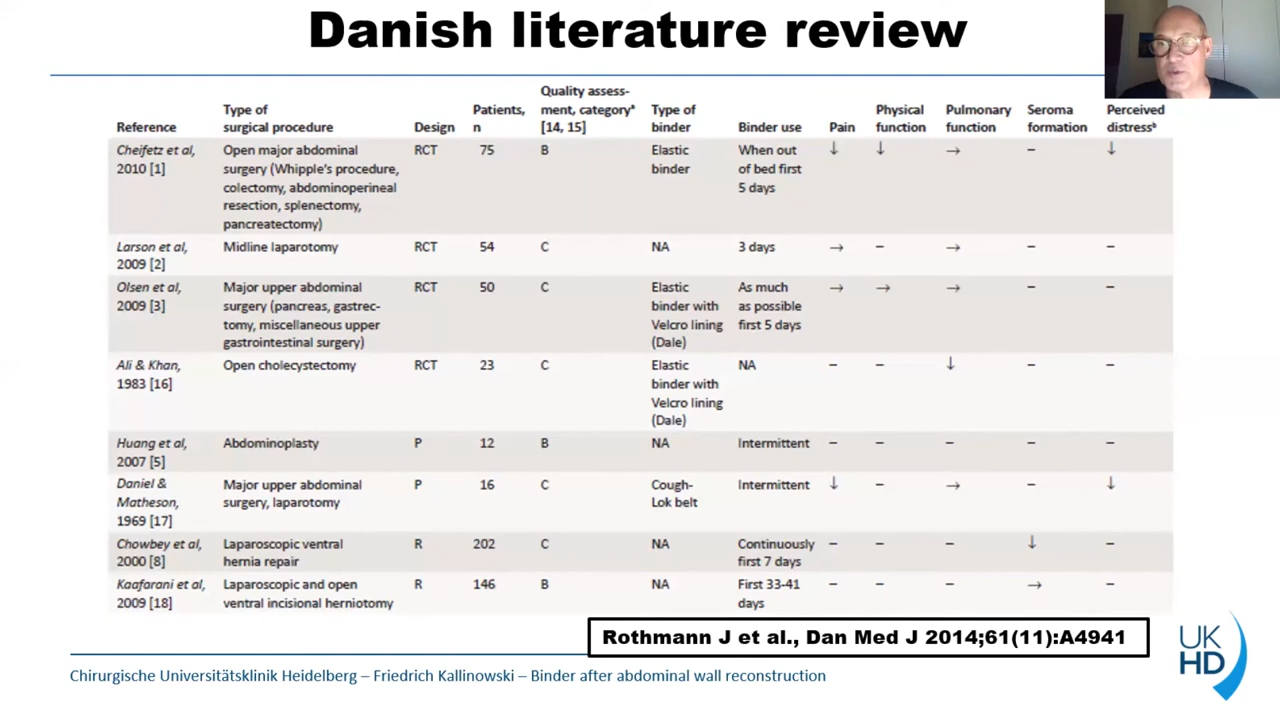 Danish literature review
Reference Type of surgical procedure Design Patients, n Quality assess-ment, categoryª [14, 15] Type of binder Binder use Pain Physical function Pulmonary function Seroma formation Perceived distressᵇ
Cheifetz et al, 2010 [1] Open major abdominal surgery (Whipple's procedure, colectomy, abdominoperineal resection, splenectomy, pancreatectomy) RCT 75 B Elastic binder When out of bed first 5 days ↓ ↓ → – ↓
Larson et al, 2009 [2] Midline laparotomy RCT 54 C NA 3 days → – → – –
Olsen et al, 2009 [3] Major upper abdominal surgery (pancreas, gastrec-tomy, miscellaneous upper gastrointestinal surgery) RCT 50 C Elastic binder with Velcro lining (Dale) As much as possible first 5 days → → → – –
Ali & Khan, 1983 [16] Open cholecystectomy RCT 23 C Elastic binder with Velcro lining (Dale) NA – – ↓ – –
Huang et al, 2007 [5] Abdominoplasty P 12 B NA Intermittent – – – – –
Daniel & Matheson, 1969 [17] Major upper abdominal surgery, laparotomy P 16 C Cough-Lok belt Intermittent ↓ – → – ↓
Chowbey et al, 2000 [8] Laparoscopic ventral hernia repair R 202 C NA Continuously first 7 days – – – ↓ –
Kaafarani et al, 2009 [18] Laparoscopic and open ventral incisional herniotomy R 146 B NA First 33-41 days – – – → –
Rothmann J et al., Dan Med J 2014;61(11):A4941
Chirurgische Universitätsklinik Heidelberg – Friedrich Kallinowski – Binder after abdominal wall reconstruction
UK
HD